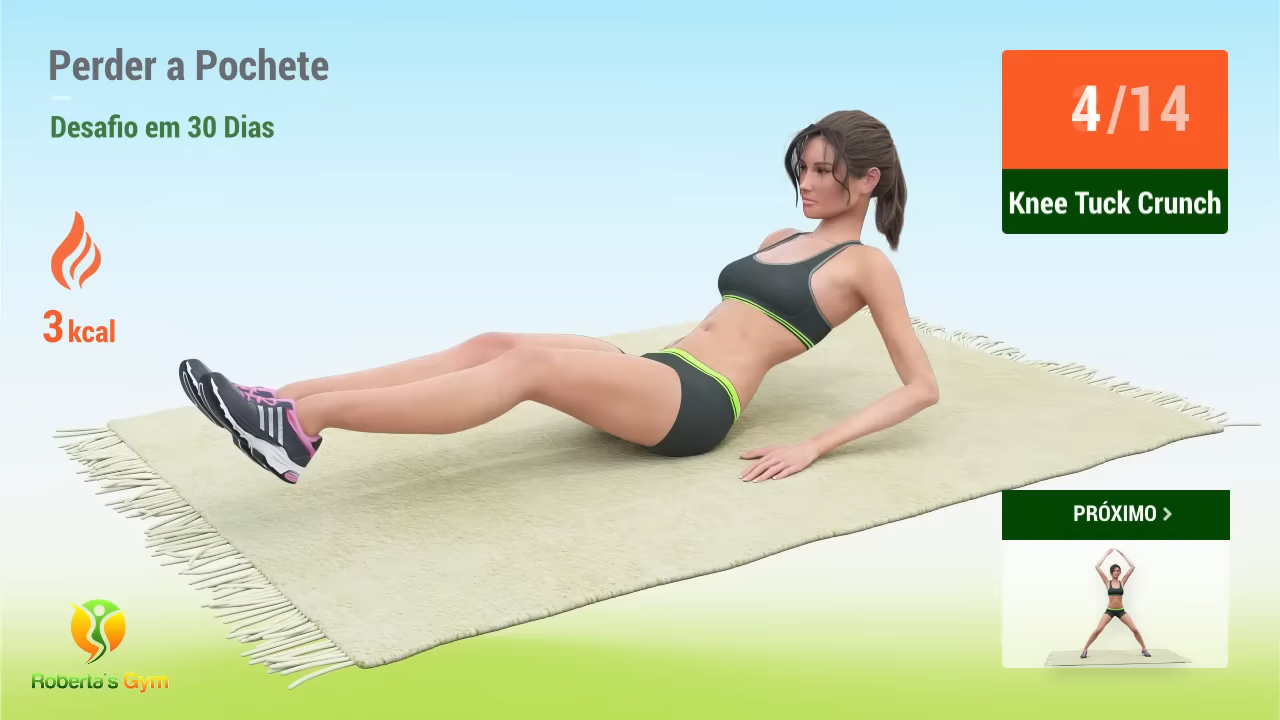 Perder a Pochete
Desafio em 30 Dias
4/14
Knee Tuck Crunch
3 kcal
PRÓXIMO >
Roberta's Gym